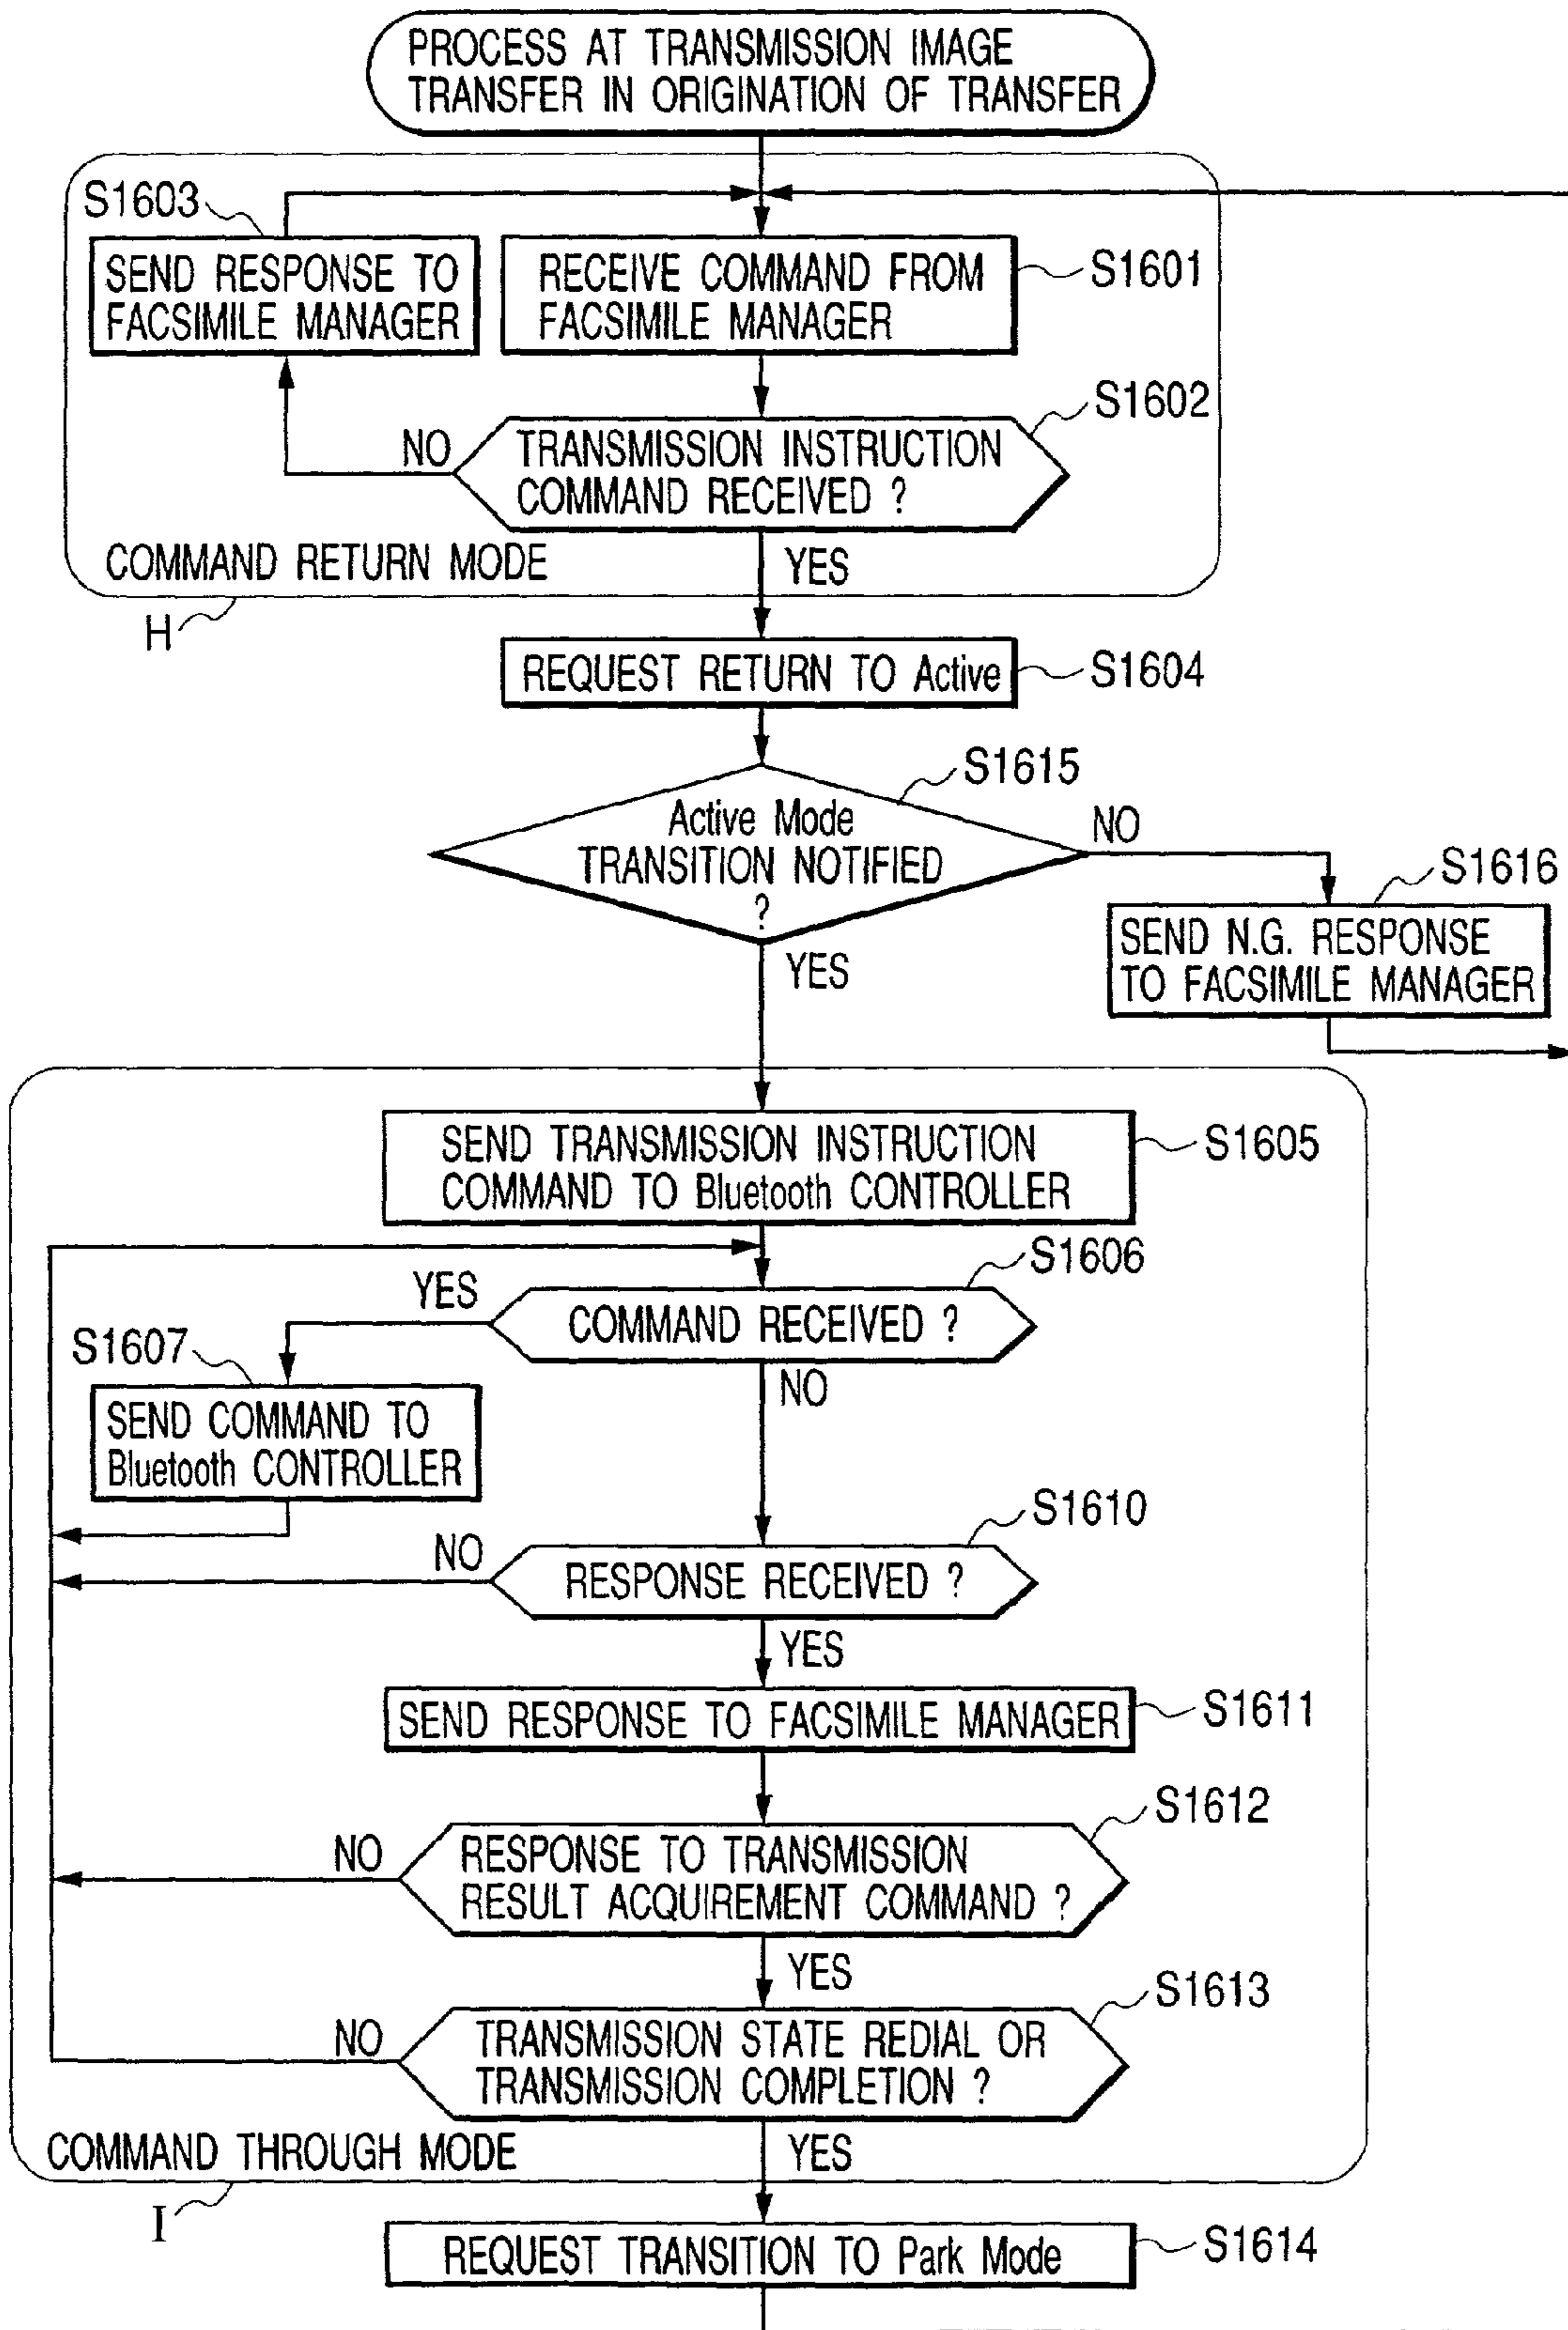 PROCESS AT TRANSMISSION IMAGE
TRANSFER IN ORIGINATION OF TRANSFER
S1603
SEND RESPONSE TO
FACSIMILE MANAGER
RECEIVE COMMAND FROM
FACSIMILE MANAGER
S1601
S1602
NO
TRANSMISSION INSTRUCTION
COMMAND RECEIVED ?
COMMAND RETURN MODE
YES
H
REQUEST RETURN TO Active
S1604
S1615
Active Mode
TRANSITION NOTIFIED
?
NO
YES
S1616
SEND N.G. RESPONSE
TO FACSIMILE MANAGER
SEND TRANSMISSION INSTRUCTION
COMMAND TO Bluetooth CONTROLLER
S1605
S1606
YES
COMMAND RECEIVED ?
S1607
NO
SEND COMMAND TO
Bluetooth CONTROLLER
S1610
NO
RESPONSE RECEIVED ?
YES
SEND RESPONSE TO FACSIMILE MANAGER
S1611
S1612
NO
RESPONSE TO TRANSMISSION
RESULT ACQUIREMENT COMMAND ?
YES
S1613
NO
TRANSMISSION STATE REDIAL OR
TRANSMISSION COMPLETION ?
COMMAND THROUGH MODE
YES
I
REQUEST TRANSITION TO Park Mode
S1614